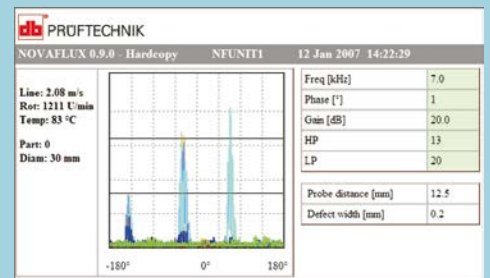 db PRÜFTECHNIK
NOVAFLUX 0.9.0 - Hardcopy NFUNIT1 12 Jan 2007 14:22:29
Line: 2.08 m/s
Rot: 1211 U/min
Temp: 83 °C
Part: 0
Diam: 30 mm
-180° 0° 180°
Freq [kHz] 7.0
Phase [°] 1
Gain [dB] 20.0
HP 13
LP 20
Probe distance [mm] 12.5
Defect width [mm] 0.2